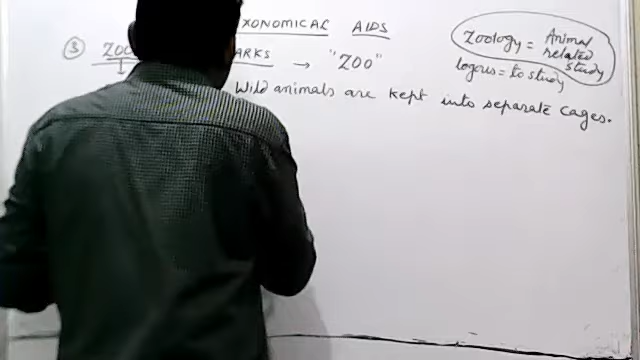 XONOMICAL AIDS
③ ZOO ARKS → "ZOO"
Zoology = Animal related study
logous = to study
Wild animals are kept into separate cages.